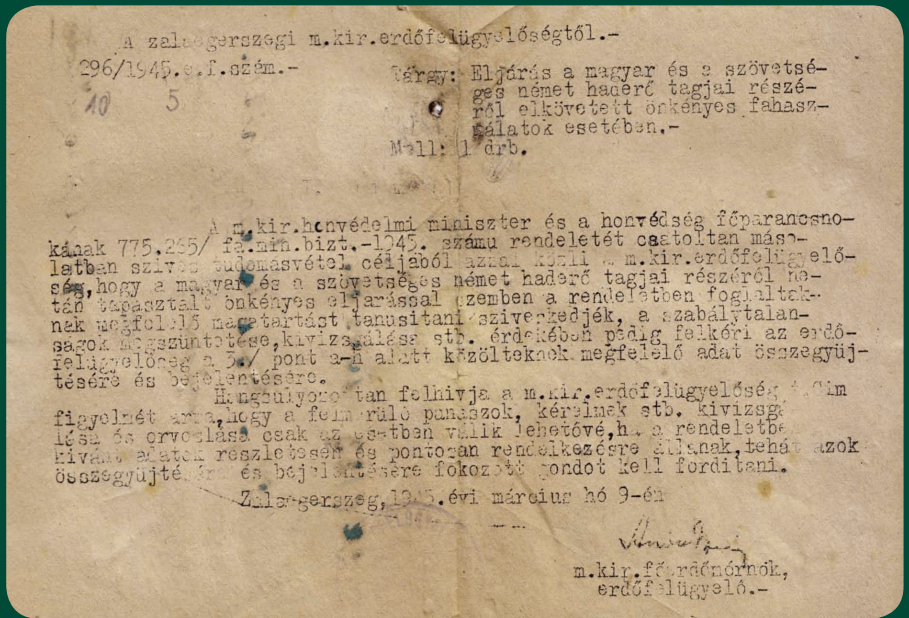 A zalaegerszegi m.kir.erdőfelügyelőségtől.-
296/1945.e.f.szám.-
10 5
Tárgy: Eljárás a magyar és a szövetsé-
ges német haderő tagjai részé-
ről elkövetett önkényes fahasz-
nálatok esetében.-
Mell: 1 drb.
A m.kir.honvédelmi miniszter és a honvédség főparancsno-
kának 775.265/ fa.min.bizt.-1945. számu rendeletét csatoltan máso-
latban szives tudomásvétel céljából azzal közli a m.kir.erdőfelügyelő-
ség,hogy a magyar és a szövetséges német haderő tagjai részéről ne-
tán tapasztalt önkényes eljárással szemben a rendeletben foglaltak-
nak megfelelő magatartást tanusitani sziveskedjék, a szabálytalan-
ságok megszüntetése,kivizsgálása stb. érdekében pedig felkéri az erdő-
felügyelőség a 3./ pont a-h alatt közölteknek megfelelő adat összegyüj-
tésére és bejelentésére.
Hangsulyozottan felhivja a m.kir.erdőfelügyelőség Cim
figyelmét arra,hogy a felmerülő panaszok, kérelmek stb. kivizsgá
lása és orvoslása csak az esetben válik lehetővé,ha a rendeletbe
kivánt adatok részletesen és pontosan rendelkezésre állanak,tehát azok
összegyüjtésére és bejelentésére fokozott gondot kell forditani.
Zalaegerszeg,1945.évi március hó 9-én
m.kir.főerdőmérnök,
erdőfelügyelő.-